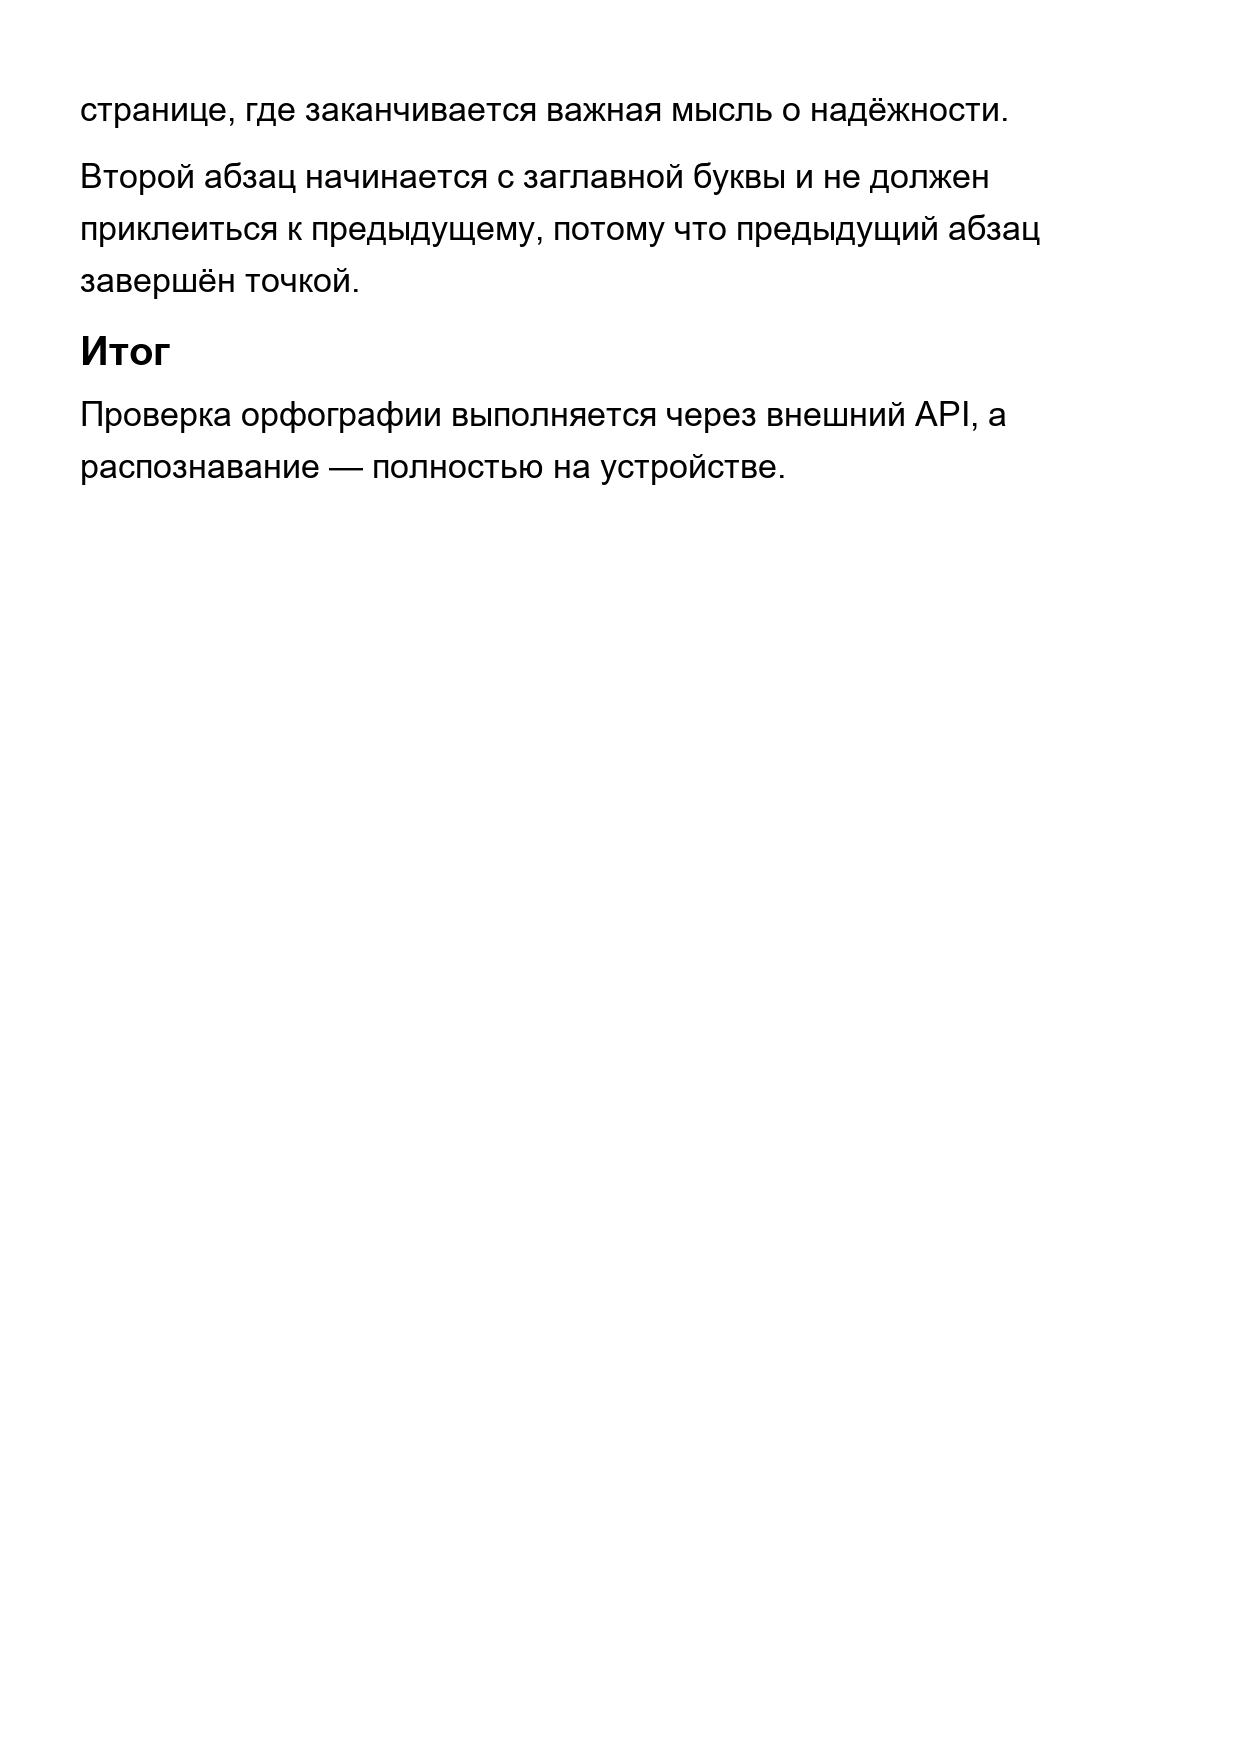 странице, где заканчивается важная мысль о надёжности.
Второй абзац начинается с заглавной буквы и не должен
приклеиться к предыдущему, потому что предыдущий абзац
завершён точкой.
Итог
Проверка орфографии выполняется через внешний API, а
распознавание — полностью на устройстве.